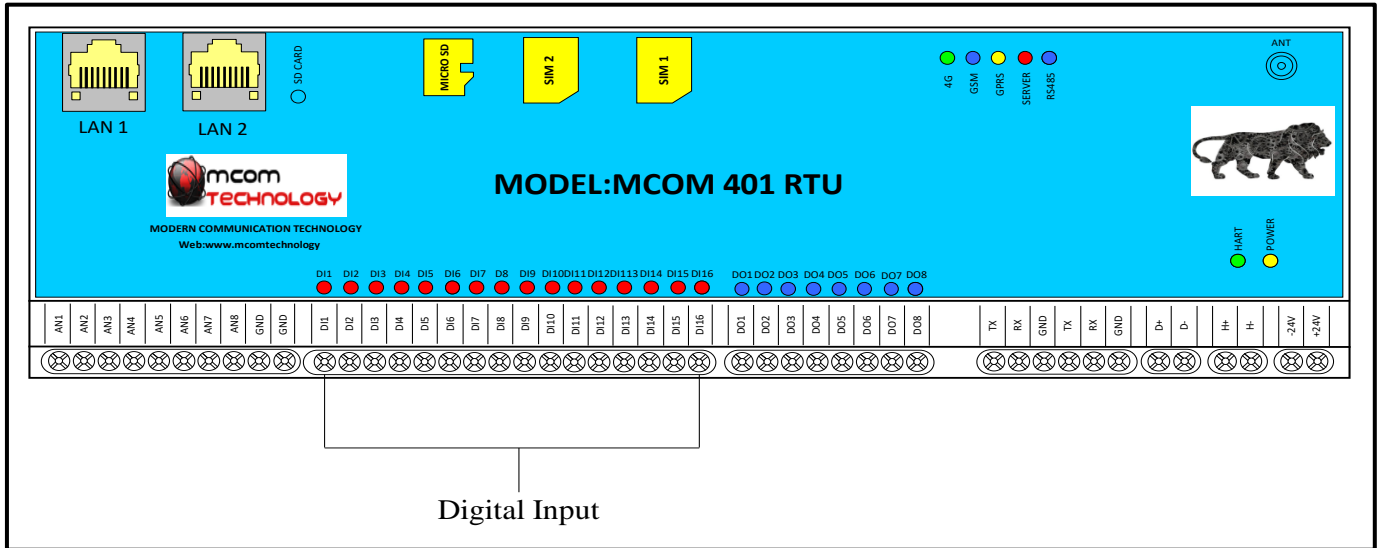 SD CARD
MICRO SD
SIM 2
SIM 1
4G
GSM
GPRS
SERVER
RS485
ANT
LAN 1
LAN 2
mcom
TECHNOLOGY
MODEL:MCOM 401 RTU
MODERN COMMUNICATION TECHNOLOGY
Web:www.mcomtechnology
HART
POWER
DI1 DI2 DI3 DI4 DI5 DI6 DI7 D8 DI9 DI10DI11DI12DI113DI14 DI15 DI16 DO1 DO2 DO3 DO4 DO5 DO6 DO7 DO8
AN1 AN2 AN3 AN4 AN5 AN6 AN7 AN8 GND GND DI1 DI2 DI3 DI4 DI5 DI6 DI7 DI8 DI9 DI10 DI11 DI12 DI13 DI14 DI15 DI16 DO1 DO2 DO3 DO4 DO5 DO6 DO7 DO8 TX RX GND TX RX GND D+ D- H+ H- -24V +24V
Digital Input